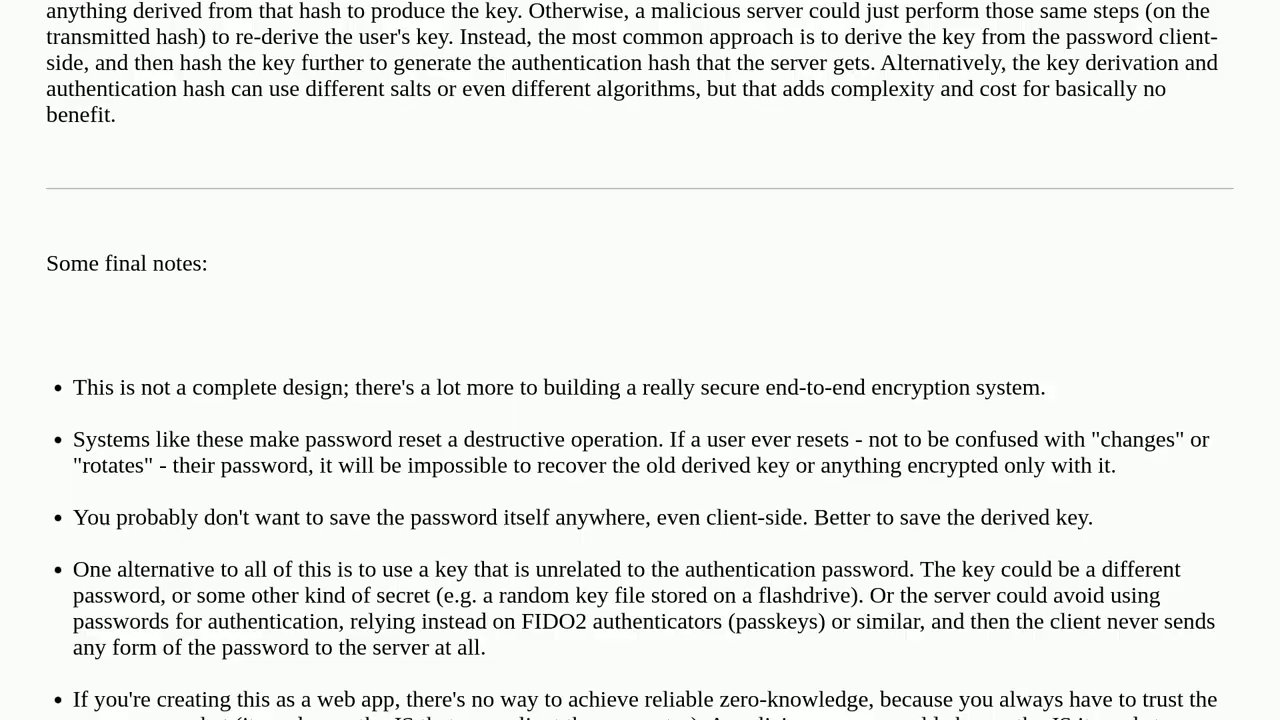 anything derived from that hash to produce the key. Otherwise, a malicious server could just perform those same steps (on the
transmitted hash) to re-derive the user's key. Instead, the most common approach is to derive the key from the password client-
side, and then hash the key further to generate the authentication hash that the server gets. Alternatively, the key derivation and
authentication hash can use different salts or even different algorithms, but that adds complexity and cost for basically no
benefit.
Some final notes:
• This is not a complete design; there's a lot more to building a really secure end-to-end encryption system.
• Systems like these make password reset a destructive operation. If a user ever resets - not to be confused with "changes" or
"rotates" - their password, it will be impossible to recover the old derived key or anything encrypted only with it.
• You probably don't want to save the password itself anywhere, even client-side. Better to save the derived key.
• One alternative to all of this is to use a key that is unrelated to the authentication password. The key could be a different
password, or some other kind of secret (e.g. a random key file stored on a flashdrive). Or the server could avoid using
passwords for authentication, relying instead on FIDO2 authenticators (passkeys) or similar, and then the client never sends
any form of the password to the server at all.
• If you're creating this as a web app, there's no way to achieve reliable zero-knowledge, because you always have to trust the